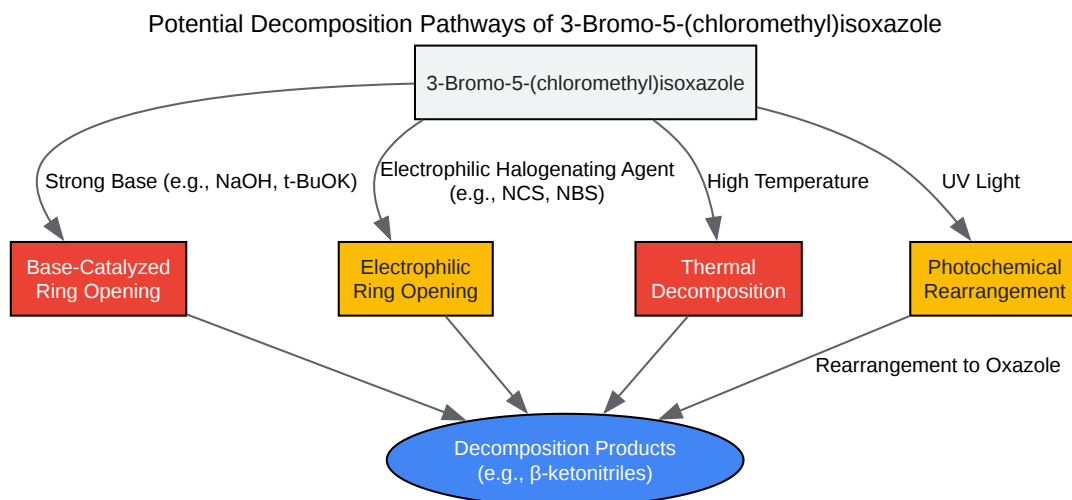 Potential Decomposition Pathways of 3-Bromo-5-(chloromethyl)isoxazole
3-Bromo-5-(chloromethyl)isoxazole
Strong Base (e.g., NaOH, t-BuOK)
Electrophilic Halogenating Agent
(e.g., NCS, NBS)
High Temperature
UV Light
Base-Catalyzed
Ring Opening
Electrophilic
Ring Opening
Thermal
Decomposition
Photochemical
Rearrangement
Rearrangement to Oxazole
Decomposition Products
(e.g., β-ketonitriles)